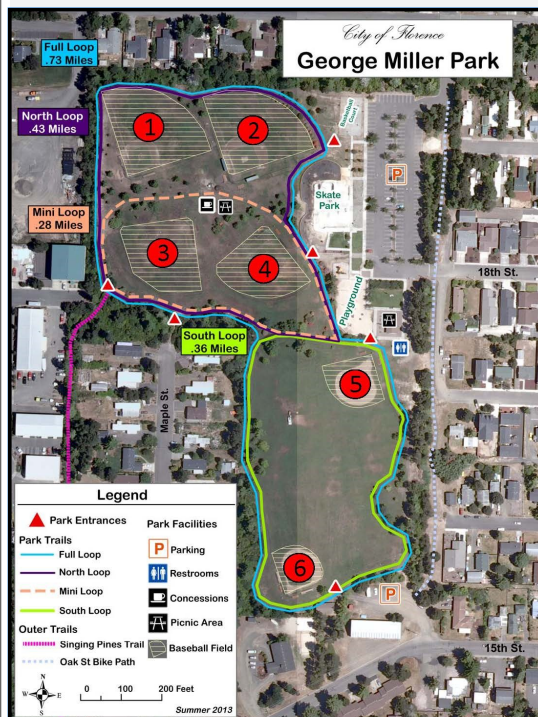 City of Florence
George Miller Park
Full Loop
.73 Miles
North Loop
.43 Miles
Mini Loop
.28 Miles
South Loop
.36 Miles
1
2
3
4
5
6
Basketball
Court
P
Skate
Park
18th St.
Playground
Maple St.
P
15th St.
Legend
Park Entrances
Park Trails
Full Loop
North Loop
Mini Loop
South Loop
Outer Trails
Singing Pines Trail
Oak St Bike Path
Park Facilities
P Parking
Restrooms
Concessions
Picnic Area
Baseball Field
N
W E
S
0 100 200 Feet
Summer 2013